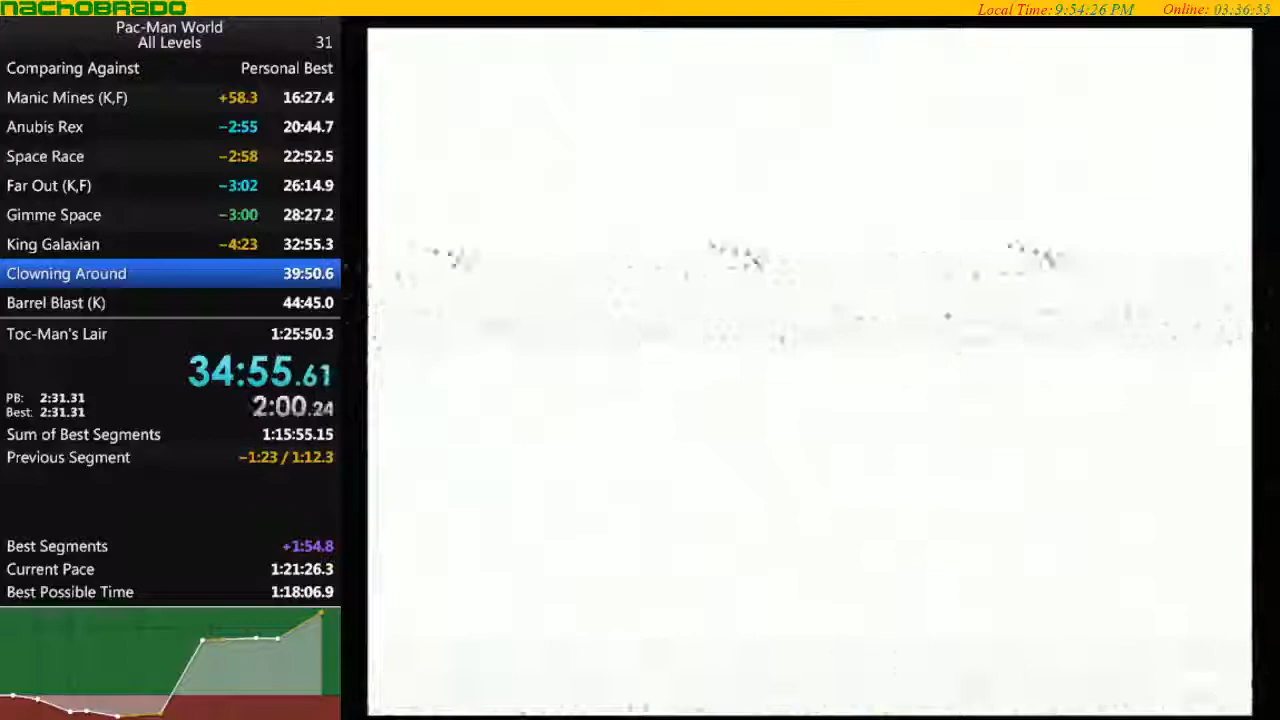 NACHOBRADO
Local Time: 9:54:26 PM Online: 03:36:35
Pac-Man World
All Levels 31
Comparing Against Personal Best
Manic Mines (K,F) +58.3 16:27.4
Anubis Rex −2:55 20:44.7
Space Race −2:58 22:52.5
Far Out (K,F) −3:02 26:14.9
Gimme Space −3:00 28:27.2
King Galaxian −4:23 32:55.3
Clowning Around 39:50.6
Barrel Blast (K) 44:45.0
Toc-Man's Lair 1:25:50.3
34:55.61
PB: 2:31.31
Best: 2:31.31
2:00.24
Sum of Best Segments 1:15:55.15
Previous Segment −1:23 / 1:12.3
Best Segments +1:54.8
Current Pace 1:21:26.3
Best Possible Time 1:18:06.9